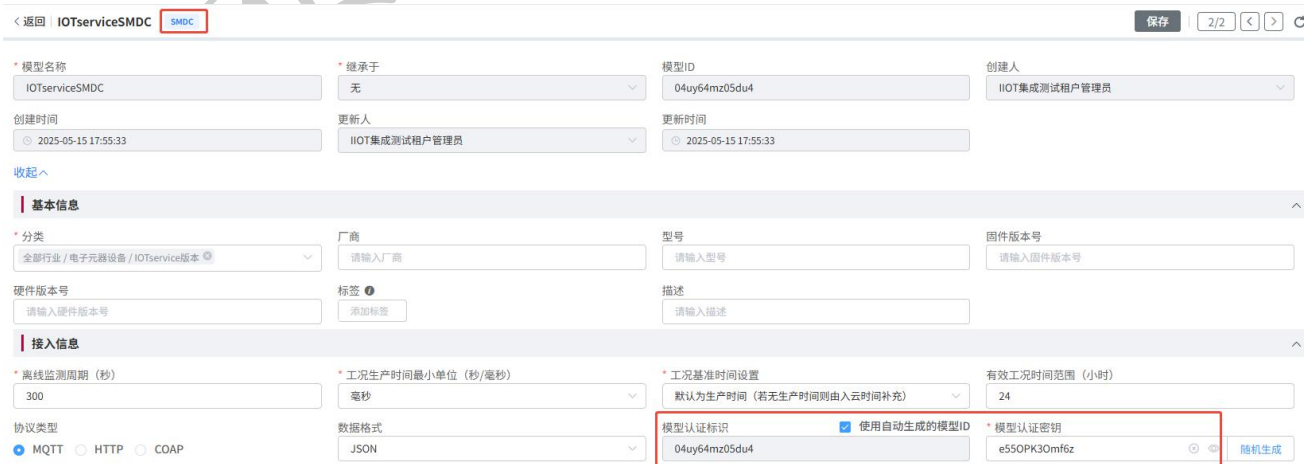 返回 IOTserviceSMDC SMDC 保存 2/2
* 模型名称 * 继承于 模型ID 创建人
IOTserviceSMDC 无 04uy64mz05du4 IIOT集成测试租户管理员
创建时间 更新人 更新时间
2025-05-15 17:55:33 IIOT集成测试租户管理员 2025-05-15 17:55:33
收起
基本信息
* 分类 厂商 型号 固件版本号
全部行业 / 电子元器设备 / IOTservice版本 请输入厂商 请输入型号 请输入固件版本号
硬件版本号 标签 描述
请输入硬件版本号 添加标签 请输入描述
接入信息
* 离线监测周期（秒） * 工况生产时间最小单位（秒/毫秒） * 工况基准时间设置 有效工况时间范围（小时）
300 毫秒 默认为生产时间（若无生产时间则由入云时间补充） 24
协议类型 数据格式 模型认证标识 使用自动生成的模型ID * 模型认证密钥
MQTT HTTP COAP JSON 04uy64mz05du4 e55OPK3Omf6z 随机生成